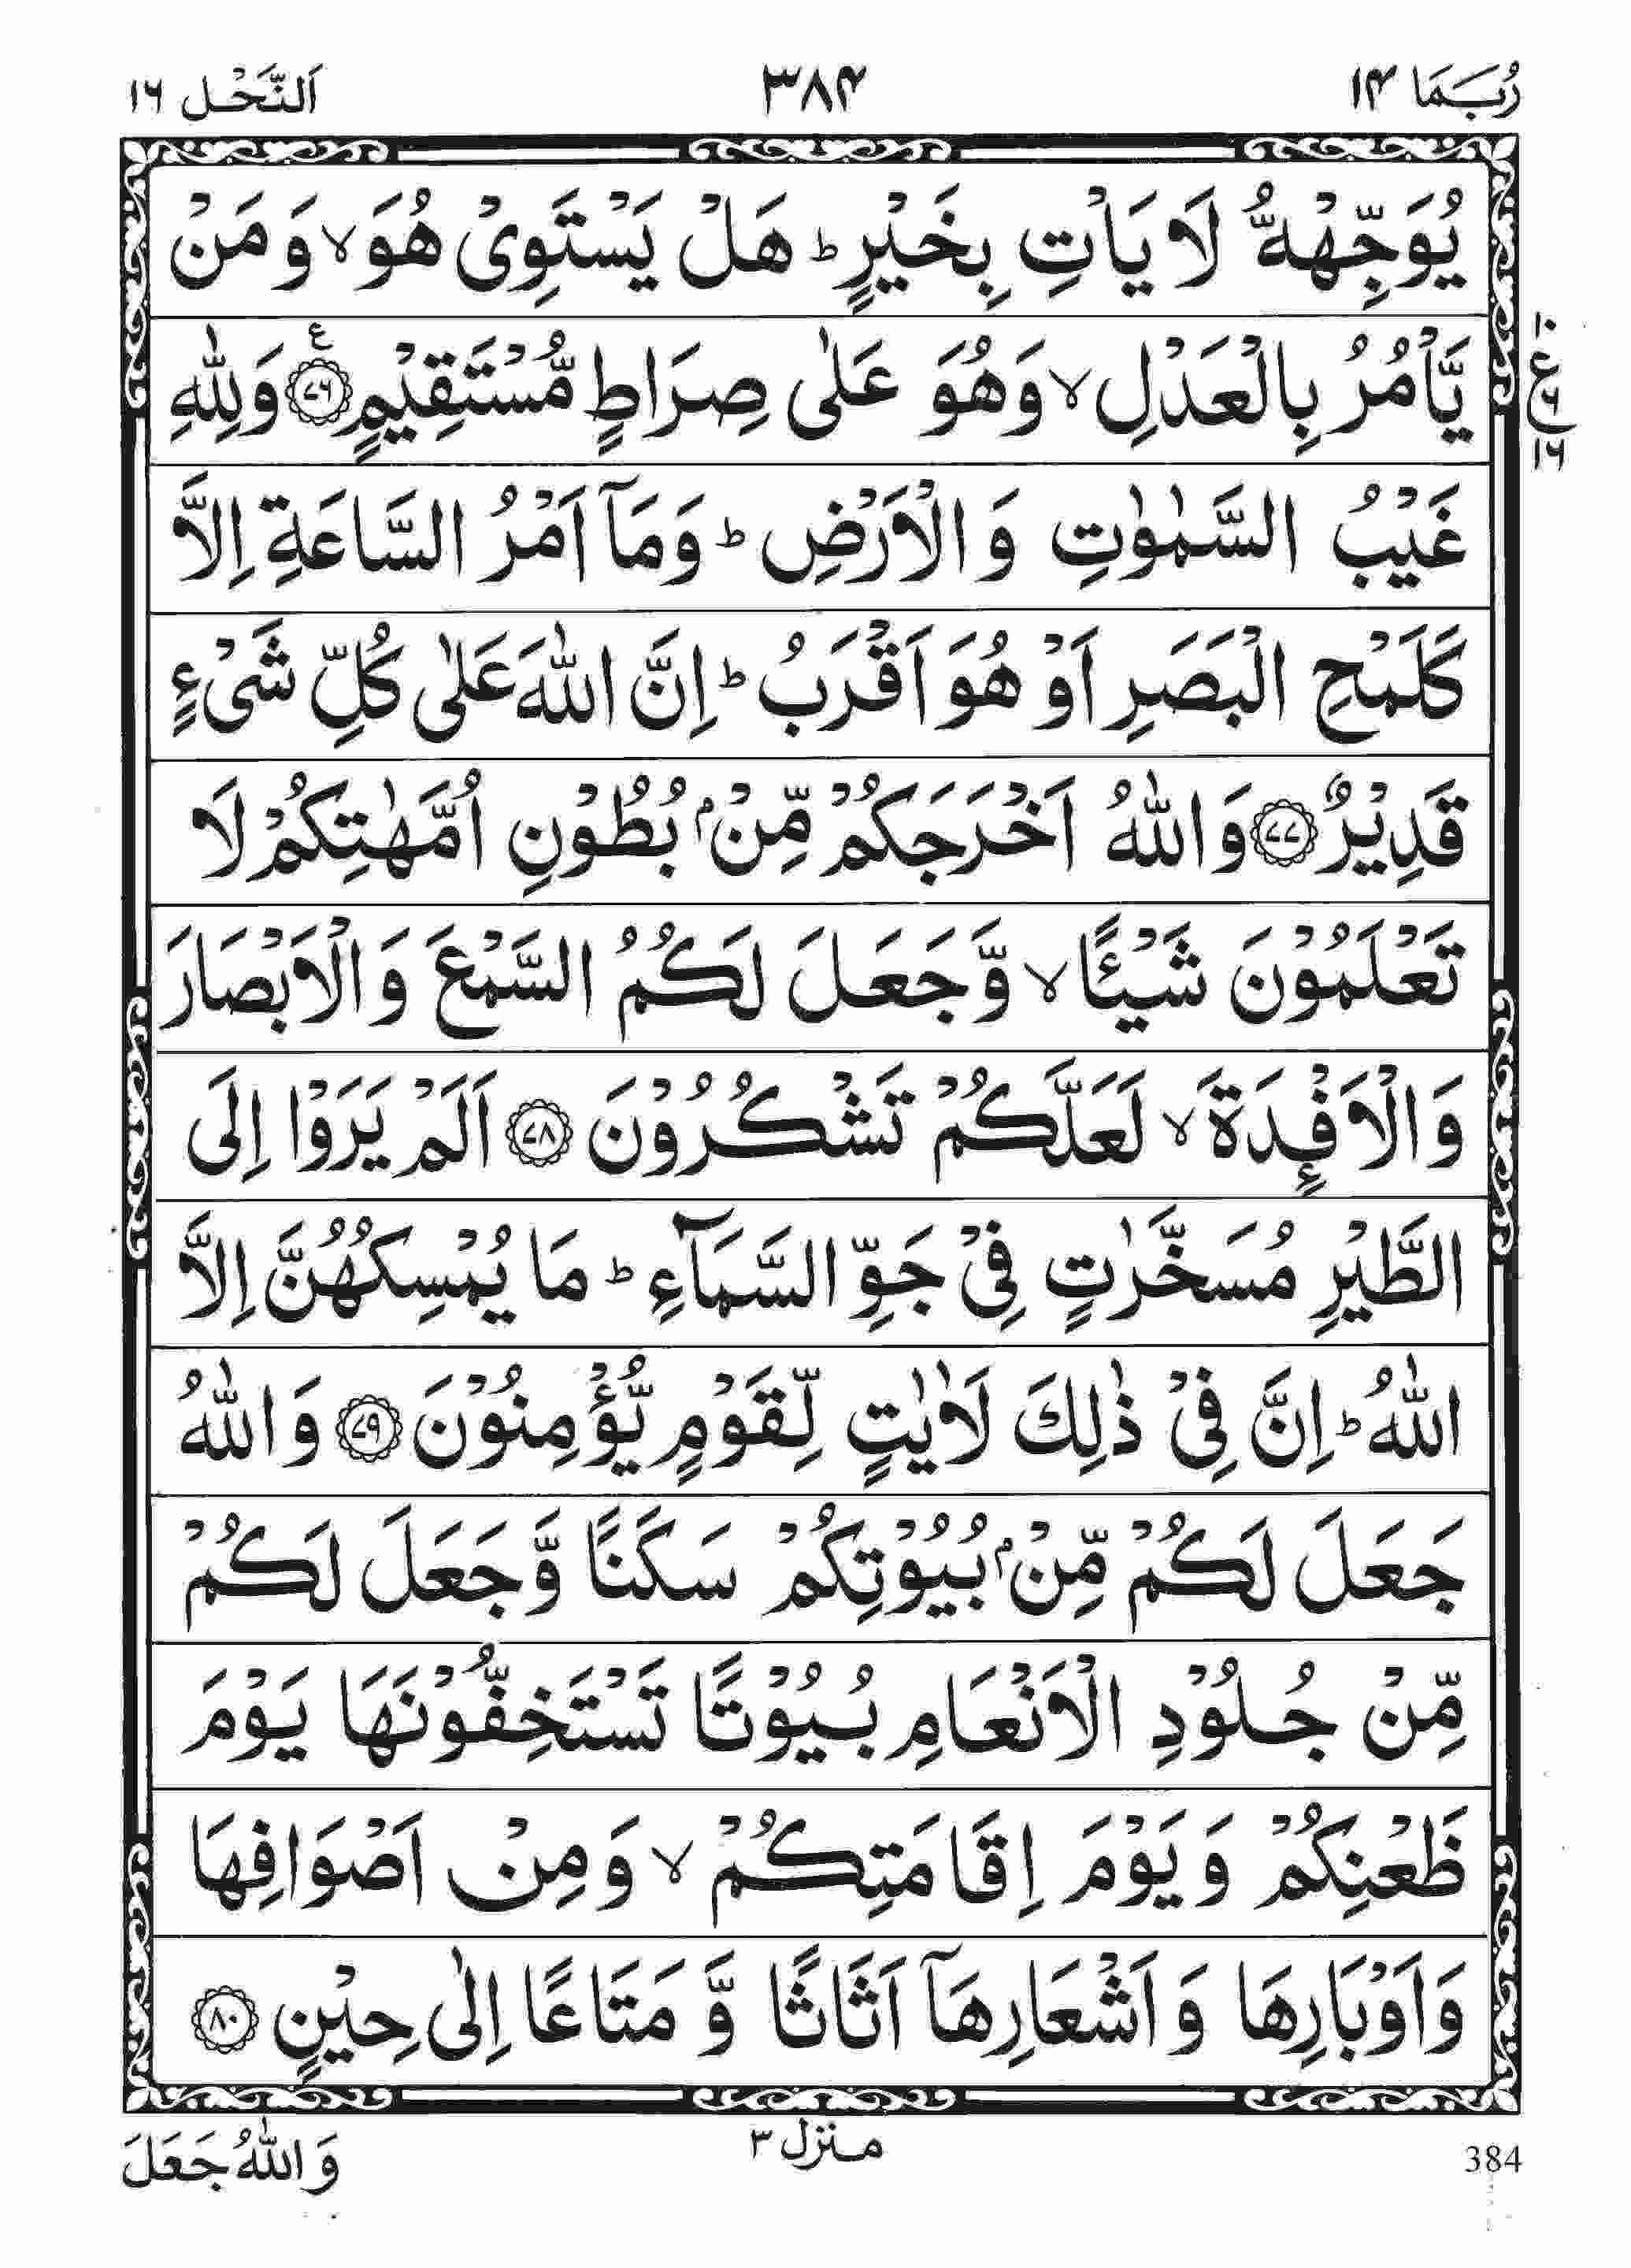 رُبَمَا ١٤ ٣٨٤ اَلنَّحْل ١٦
يُوَجِّهْهُّ لَا يَاْتِ بِخَيْرٍ ؕ هَلْ يَسْتَوِیْ هُوَ ۙ وَ مَنْ
يَّاْمُرُ بِالْعَدْلِ ۙ وَهُوَ عَلٰی صِرَاطٍ مُّسْتَقِيْمٍ ﴿٧٦﴾ ع وَلِلّٰهِ
١٠ ع ٦ ١٦
غَيْبُ السَّمٰوٰتِ وَ الْاَرْضِ ؕ وَمَآ اَمْرُ السَّاعَةِ اِلَّا
كَلَمْحِ الْبَصَرِ اَوْ هُوَ اَقْرَبُ ؕ اِنَّ اللّٰهَ عَلٰی كُلِّ شَیْءٍ
قَدِيْرٌ ﴿٧٧﴾ وَ اللّٰهُ اَخْرَجَكُمْ مِّنْۢ بُطُوْنِ اُمَّهٰتِكُمْ لَا
تَعْلَمُوْنَ شَيْـًٔا ۙ وَّ جَعَلَ لَكُمُ السَّمْعَ وَ الْاَبْصَارَ
وَ الْاَفْـِٕدَةَ ۙ لَعَلَّكُمْ تَشْكُرُوْنَ ﴿٧٨﴾ اَلَمْ يَرَوْا اِلَی
الطَّيْرِ مُسَخَّرٰتٍ فِیْ جَوِّ السَّمَآءِ ؕ مَا يُمْسِكُهُنَّ اِلَّا
اللّٰهُ ؕ اِنَّ فِیْ ذٰلِكَ لَاٰيٰتٍ لِّقَوْمٍ يُّؤْمِنُوْنَ ﴿٧٩﴾ وَ اللّٰهُ
جَعَلَ لَكُمْ مِّنْۢ بُيُوْتِكُمْ سَكَنًا وَّ جَعَلَ لَكُمْ
مِّنْ جُلُوْدِ الْاَنْعَامِ بُيُوْتًا تَسْتَخِفُّوْنَهَا يَوْمَ
ظَعْنِكُمْ وَ يَوْمَ اِقَامَتِكُمْ ۙ وَ مِنْ اَصْوَافِهَا
وَ اَوْبَارِهَا وَ اَشْعَارِهَآ اَثَاثًا وَّ مَتَاعًا اِلٰی حِيْنٍ ﴿٨٠﴾
384 منزل ٣ وَ اللّٰهُ جَعَلَ